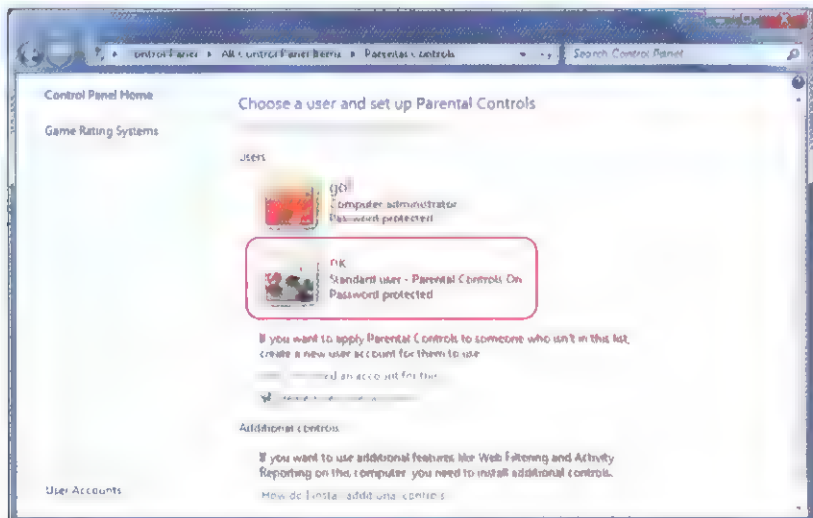 Control Panel ▸ All Control Panel Items ▸ Parental Controls
Search Control Panel
Control Panel Home
Game Rating Systems
Choose a user and set up Parental Controls
Users
Computer administrator
Password protected
Standard user - Parental Controls On
Password protected
If you want to apply Parental Controls to someone who isn't in this list,
create a new user account for them to use
an account for
Additional controls
If you want to use additional features like Web Filtering and Activity
Reporting on this computer you need to install additional controls.
How do I install additional controls
User Accounts